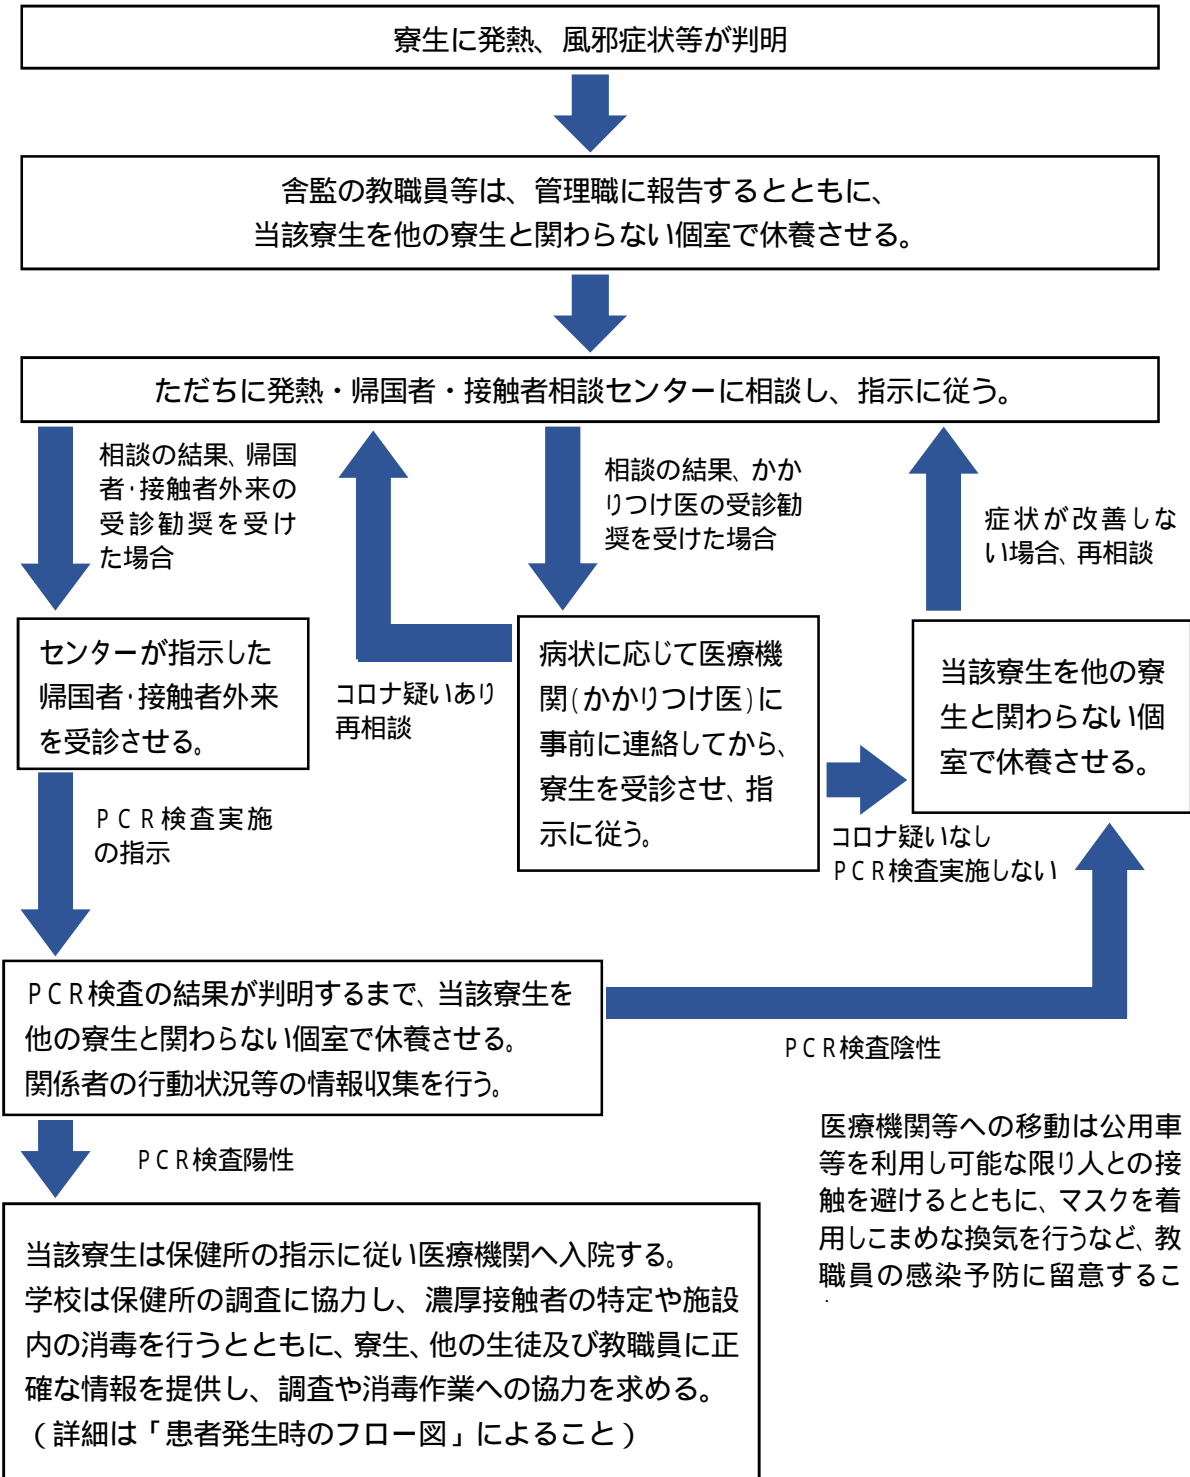 寮生に発熱、風邪症状等が判明
舎監の教職員等は、管理職に報告するとともに、
当該寮生を他の寮生と関わらない個室で休養させる。
ただちに発熱・帰国者・接触者相談センターに相談し、指示に従う。
相談の結果、帰国
者・接触者外来の
受診勧奨を受け
た場合
相談の結果、かか
りつけ医の受診勧
奨を受けた場合
症状が改善しな
い場合、再相談
センターが指示した
帰国者・接触者外来
を受診させる。
コロナ疑いあり
再相談
病状に応じて医療機
関(かかりつけ医)に
事前に連絡してから、
寮生を受診させ、指
示に従う。
当該寮生を他の寮
生と関わらない個
室で休養させる。
PCR検査実施
の指示
コロナ疑いなし
PCR検査実施しない
PCR検査の結果が判明するまで、当該寮生を
他の寮生と関わらない個室で休養させる。
関係者の行動状況等の情報収集を行う。
PCR検査陰性
PCR検査陽性
医療機関等への移動は公用車
等を利用し可能な限り人との接
触を避けるとともに、マスクを着
用しこまめな換気を行うなど、教
職員の感染予防に留意するこ
当該寮生は保健所の指示に従い医療機関へ入院する。
学校は保健所の調査に協力し、濃厚接触者の特定や施設
内の消毒を行うとともに、寮生、他の生徒及び教職員に正
確な情報を提供し、調査や消毒作業への協力を求める。
(詳細は「患者発生時のフロー図」によること)